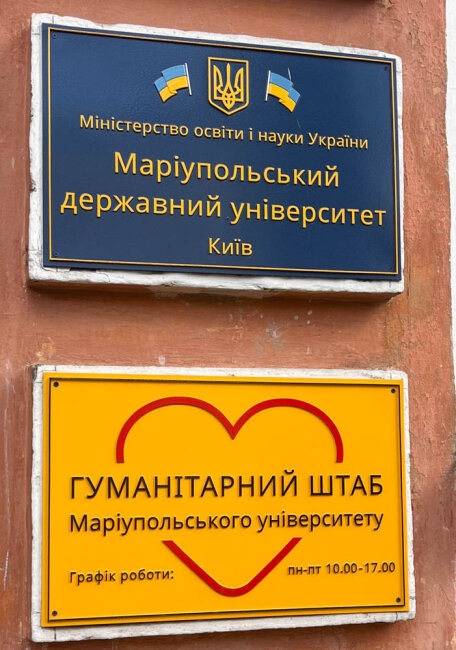 Міністерство освіти і науки України
Маріупольський
державний університет
Київ
ГУМАНІТАРНИЙ ШТАБ
Маріупольського університету
Графік роботи: пн-пт 10.00-17.00